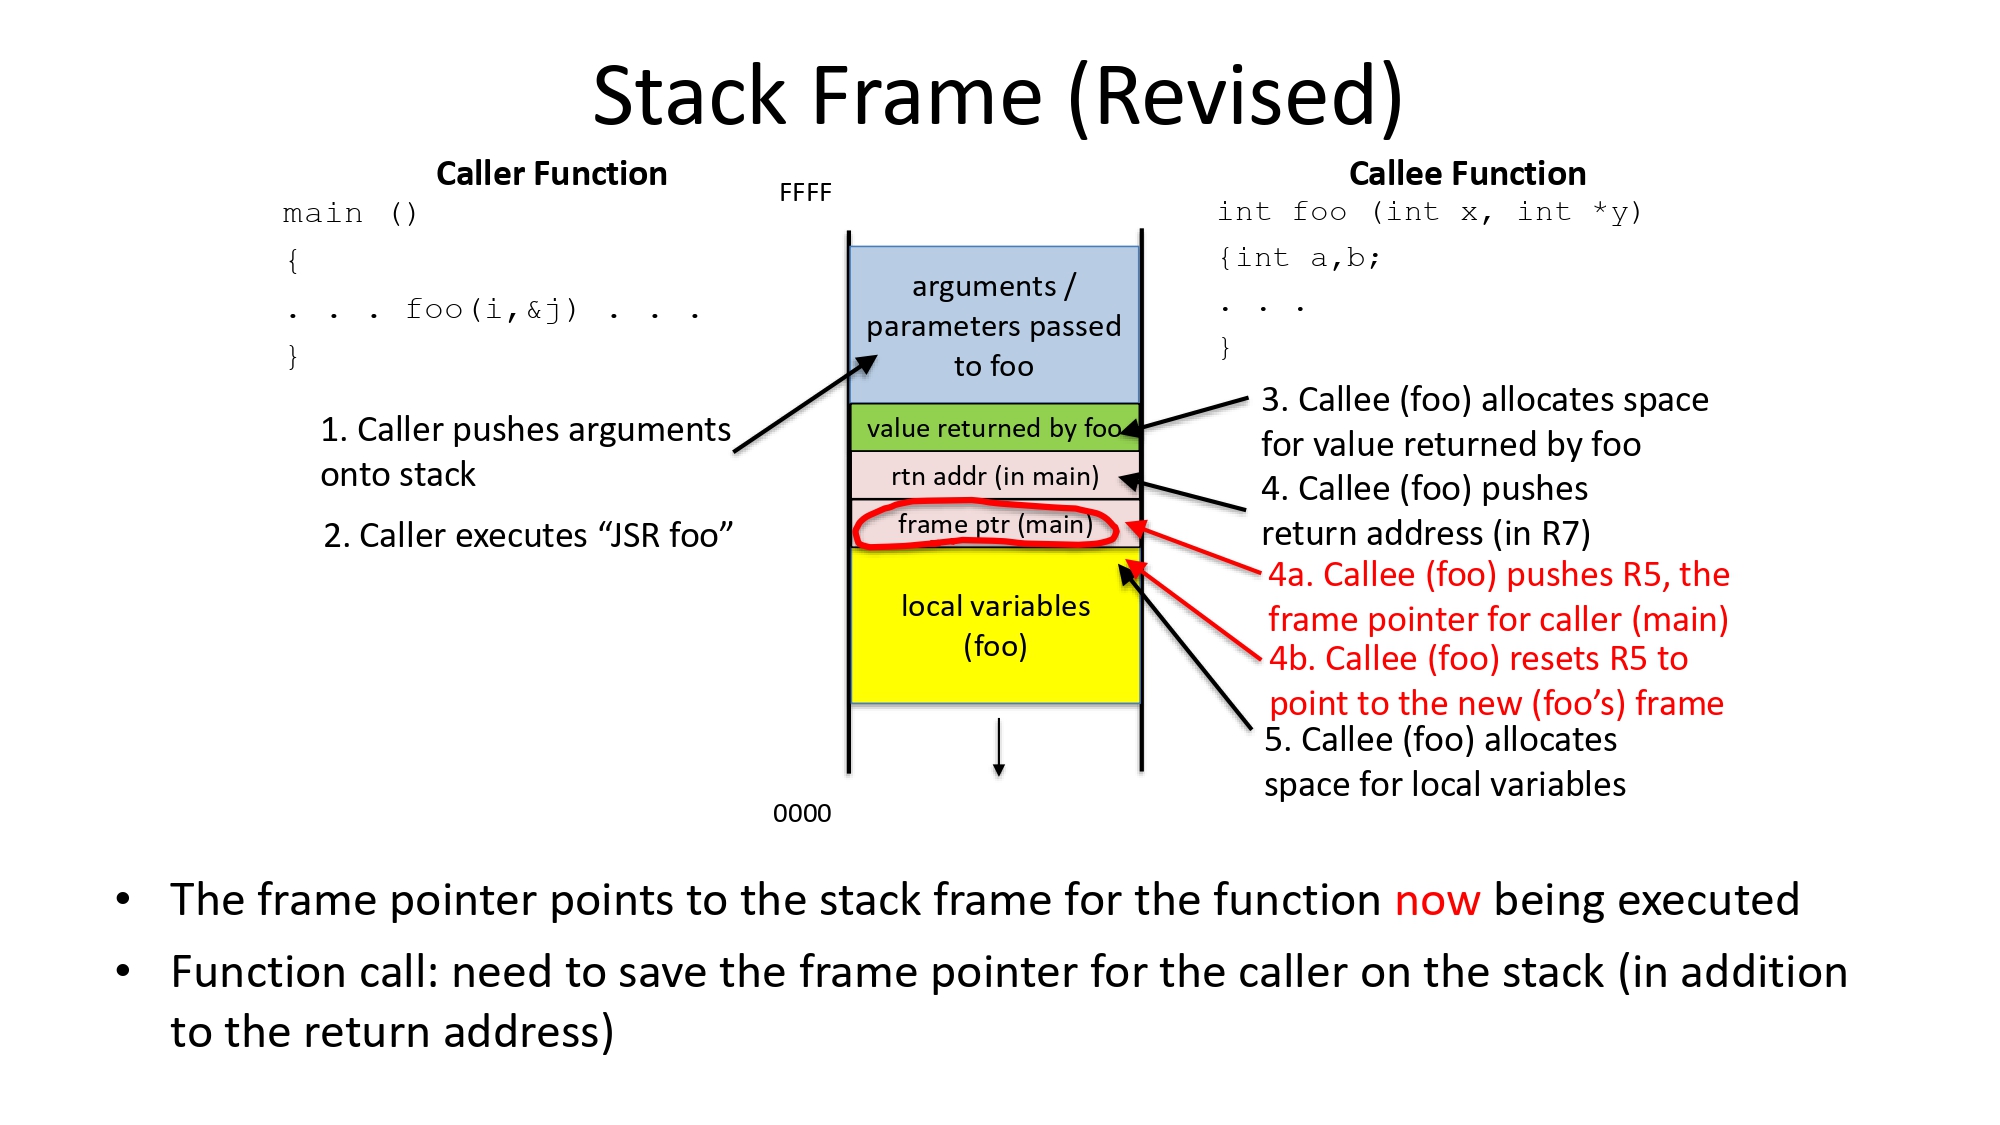 Stack Frame (Revised)
Caller Function
main ()
{
. . . foo(i,&j) . . .
}
1. Caller pushes arguments
onto stack
2. Caller executes “JSR foo”
FFFF
arguments /
parameters passed
to foo
value returned by foo
rtn addr (in main)
frame ptr (main)
local variables
(foo)
0000
Callee Function
int foo (int x, int *y)
{int a,b;
. . .
}
3. Callee (foo) allocates space
for value returned by foo
4. Callee (foo) pushes
return address (in R7)
4a. Callee (foo) pushes R5, the
frame pointer for caller (main)
4b. Callee (foo) resets R5 to
point to the new (foo’s) frame
5. Callee (foo) allocates
space for local variables
• The frame pointer points to the stack frame for the function now being executed
• Function call: need to save the frame pointer for the caller on the stack (in addition
to the return address)